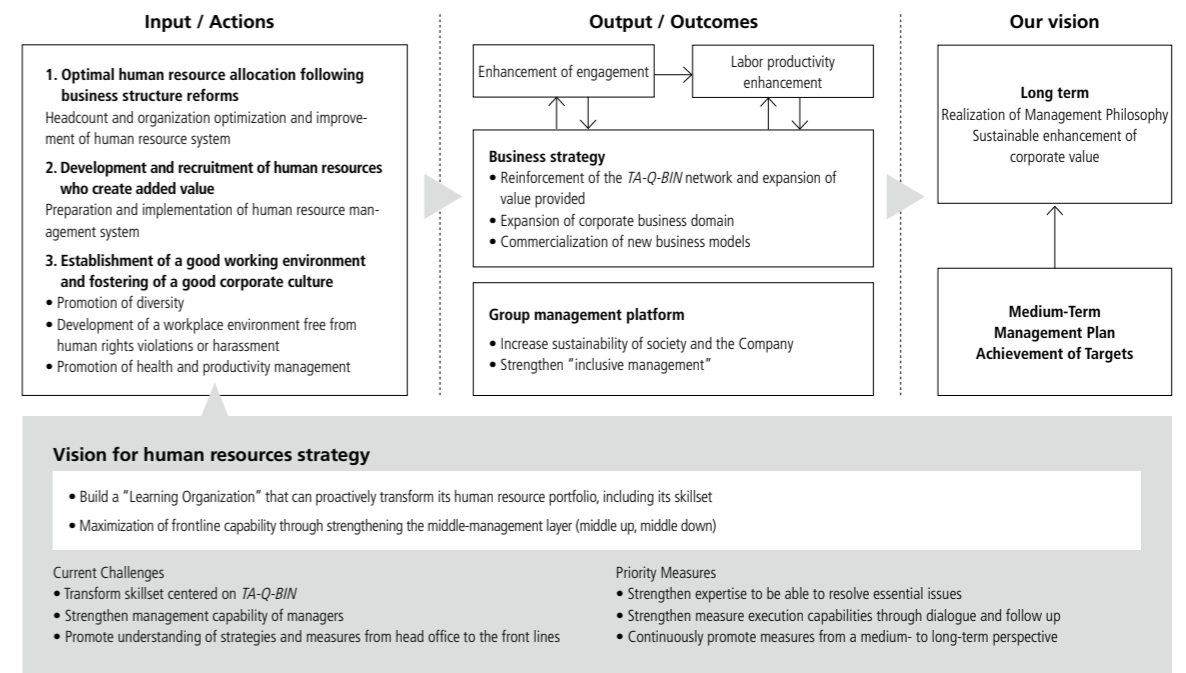 Input / Actions
1. Optimal human resource allocation following
business structure reforms
Headcount and organization optimization and improve-
ment of human resource system
2. Development and recruitment of human resources
who create added value
Preparation and implementation of human resource man-
agement system
3. Establishment of a good working environment
and fostering of a good corporate culture
• Promotion of diversity
• Development of a workplace environment free from
human rights violations or harassment
• Promotion of health and productivity management
Output / Outcomes
Enhancement of engagement
Labor productivity
enhancement
Business strategy
• Reinforcement of the TA-Q-BIN network and expansion of
value provided
• Expansion of corporate business domain
• Commercialization of new business models
Group management platform
• Increase sustainability of society and the Company
• Strengthen “inclusive management”
Our vision
Long term
Realization of Management Philosophy
Sustainable enhancement of
corporate value
Medium-Term
Management Plan
Achievement of Targets
Vision for human resources strategy
• Build a “Learning Organization” that can proactively transform its human resource portfolio, including its skillset
• Maximization of frontline capability through strengthening the middle-management layer (middle up, middle down)
Current Challenges
• Transform skillset centered on TA-Q-BIN
• Strengthen management capability of managers
• Promote understanding of strategies and measures from head office to the front lines
Priority Measures
• Strengthen expertise to be able to resolve essential issues
• Strengthen measure execution capabilities through dialogue and follow up
• Continuously promote measures from a medium- to long-term perspective